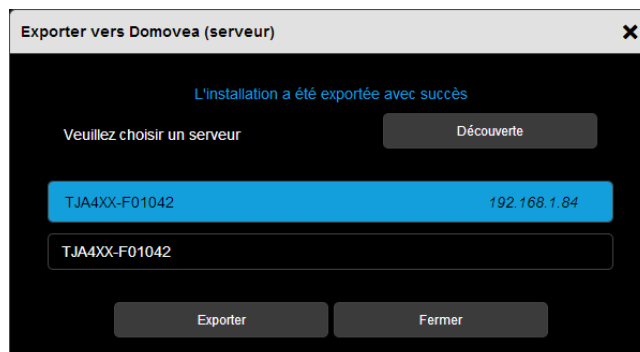 Exporter vers Domovea (serveur)
L'installation a été exportée avec succès
Veuillez choisir un serveur
Découverte
TJA4XX-F01042 192.168.1.84
TJA4XX-F01042
Exporter Fermer